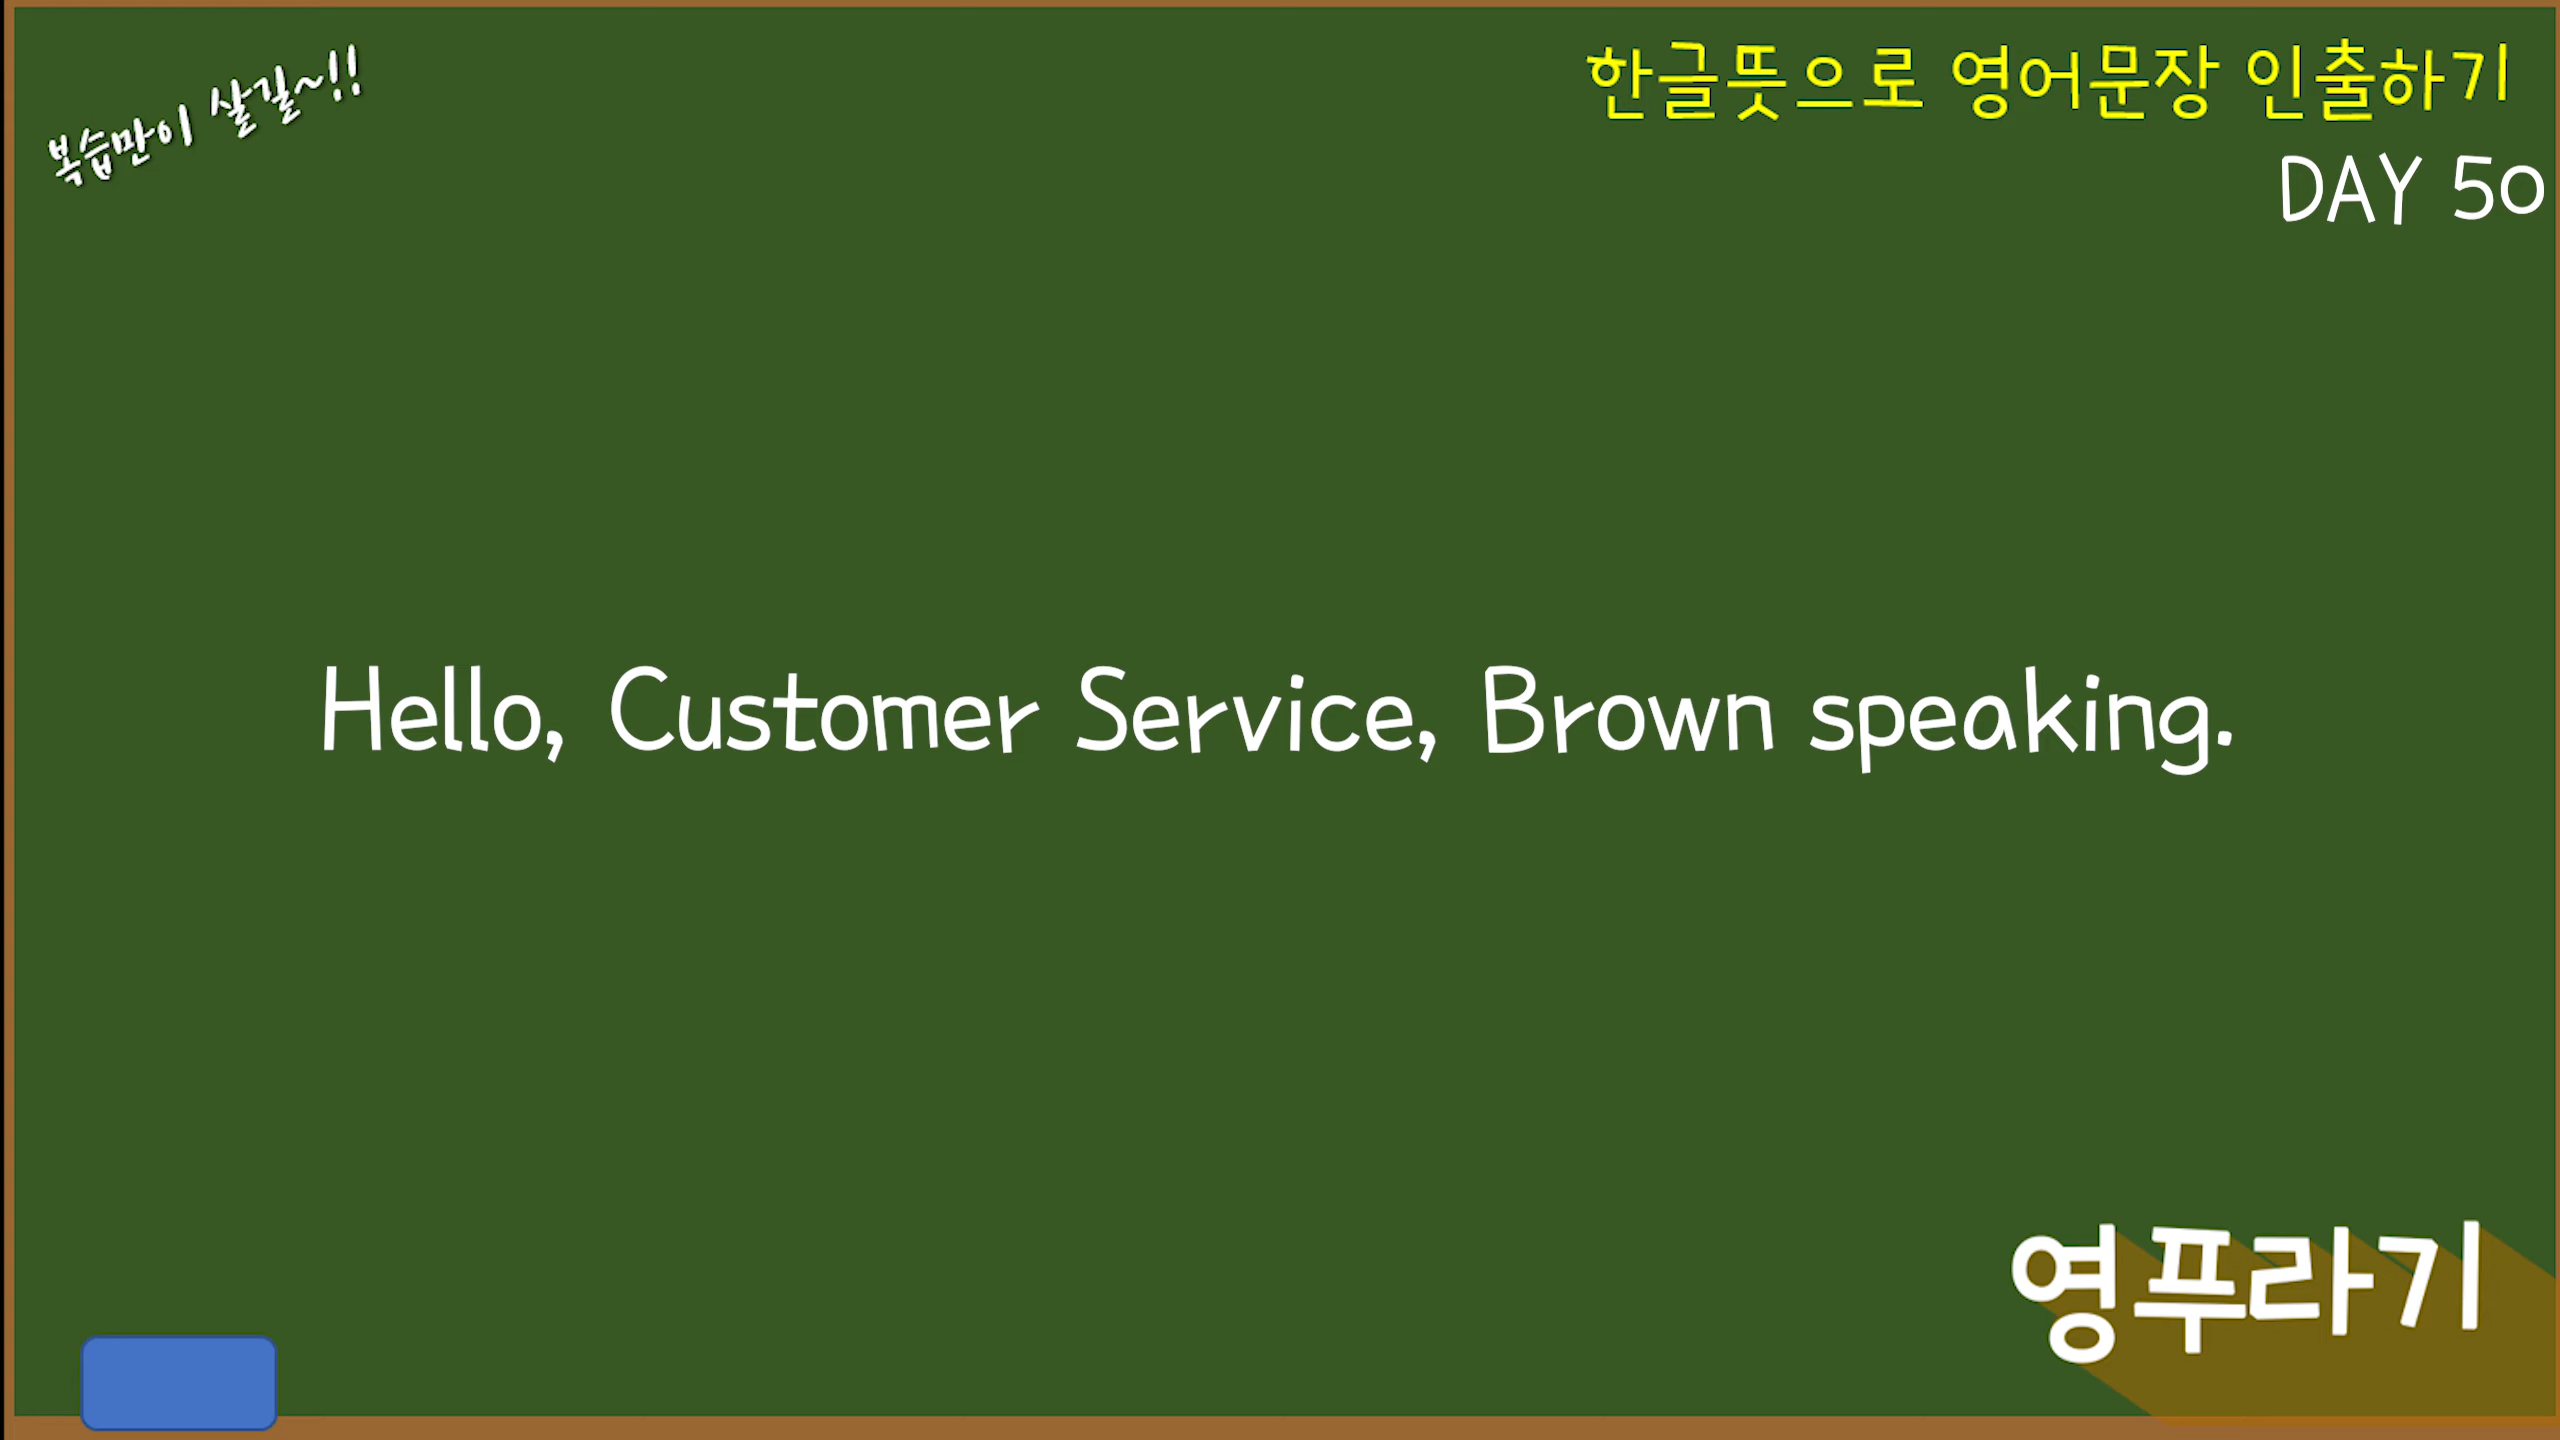 복습만이 살길~!!
한글뜻으로 영어문장 인출하기
DAY 50
Hello, Customer Service, Brown speaking.
영푸라기